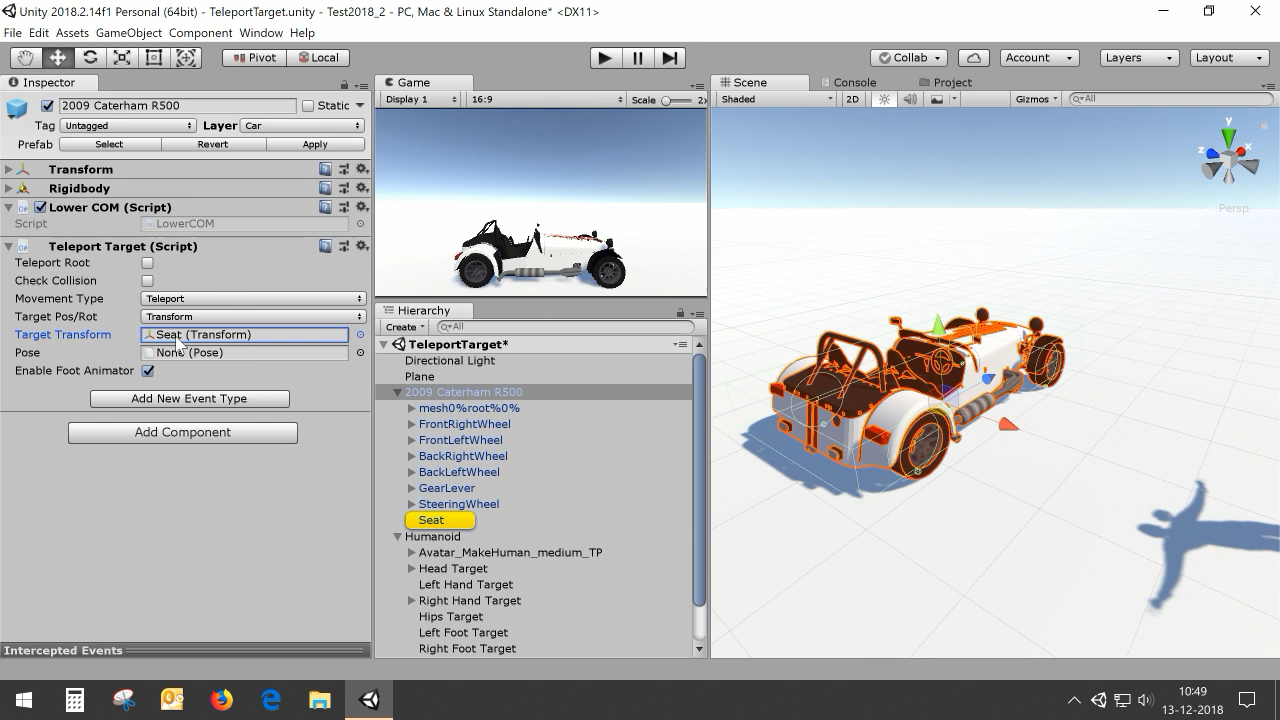 Unity 2018.2.14f1 Personal (64bit) - TeleportTarget.unity - Test2018_2 - PC, Mac & Linux Standalone* <DX11>
File Edit Assets GameObject Component Window Help
Pivot Local Collab Account Layers Layout
Inspector
2009 Caterham R500 Static
Tag Untagged Layer Car
Prefab Select Revert Apply
Transform
Rigidbody
Lower COM (Script)
Script LowerCOM
Teleport Target (Script)
Teleport Root
Check Collision
Movement Type Teleport
Target Pos/Rot Transform
Target Transform Seat (Transform)
Pose None (Pose)
Enable Foot Animator
Add New Event Type
Add Component
Intercepted Events
Game
Display 1 16:9 Scale 2x
Hierarchy
Create All
TeleportTarget*
Directional Light
Plane
2009 Caterham R500
mesh0%root%0%
FrontRightWheel
FrontLeftWheel
BackRightWheel
BackLeftWheel
GearLever
SteeringWheel
Seat
Humanoid
Avatar_MakeHuman_medium_TP
Head Target
Left Hand Target
Right Hand Target
Hips Target
Left Foot Target
Right Foot Target
Scene Console Project
Shaded 2D Gizmos All
y
z x
Persp
10:49
13-12-2018